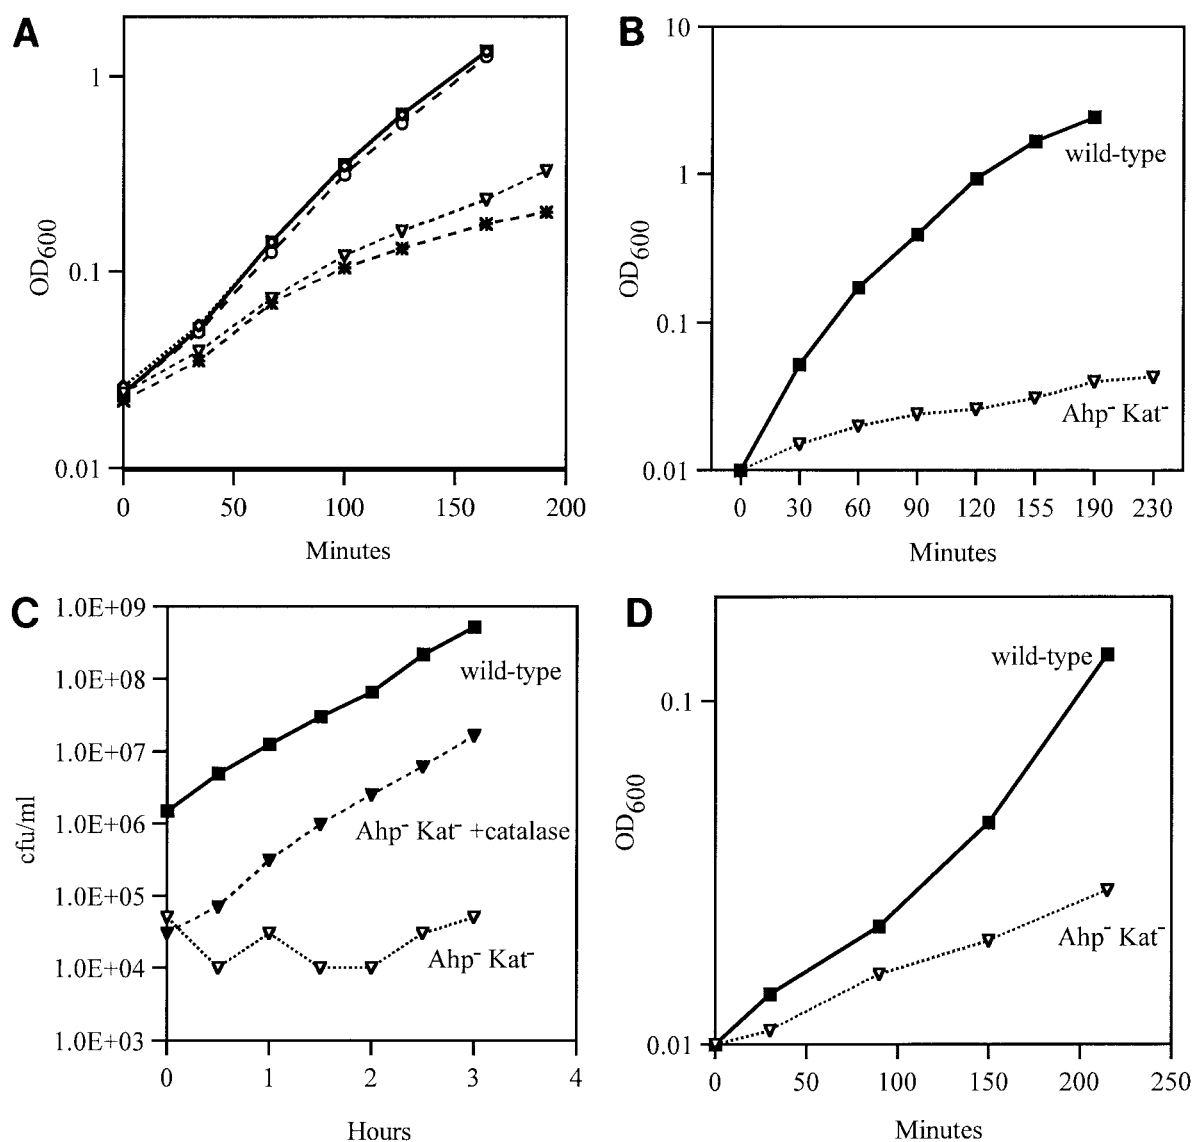 A
1
0.1
0.01
OD600
0
50
100
150
200
Minutes
B
10
1
0.1
0.01
OD600
wild-type
Ahp- Kat-
0
30
60
90
120
155
190
230
Minutes
C
1.0E+09
1.0E+08
1.0E+07
1.0E+06
1.0E+05
1.0E+04
1.0E+03
cfu/ml
wild-type
Ahp- Kat- +catalase
Ahp- Kat-
0
1
2
3
4
Hours
D
0.1
0.01
OD600
wild-type
Ahp- Kat-
0
50
100
150
200
250
Minutes